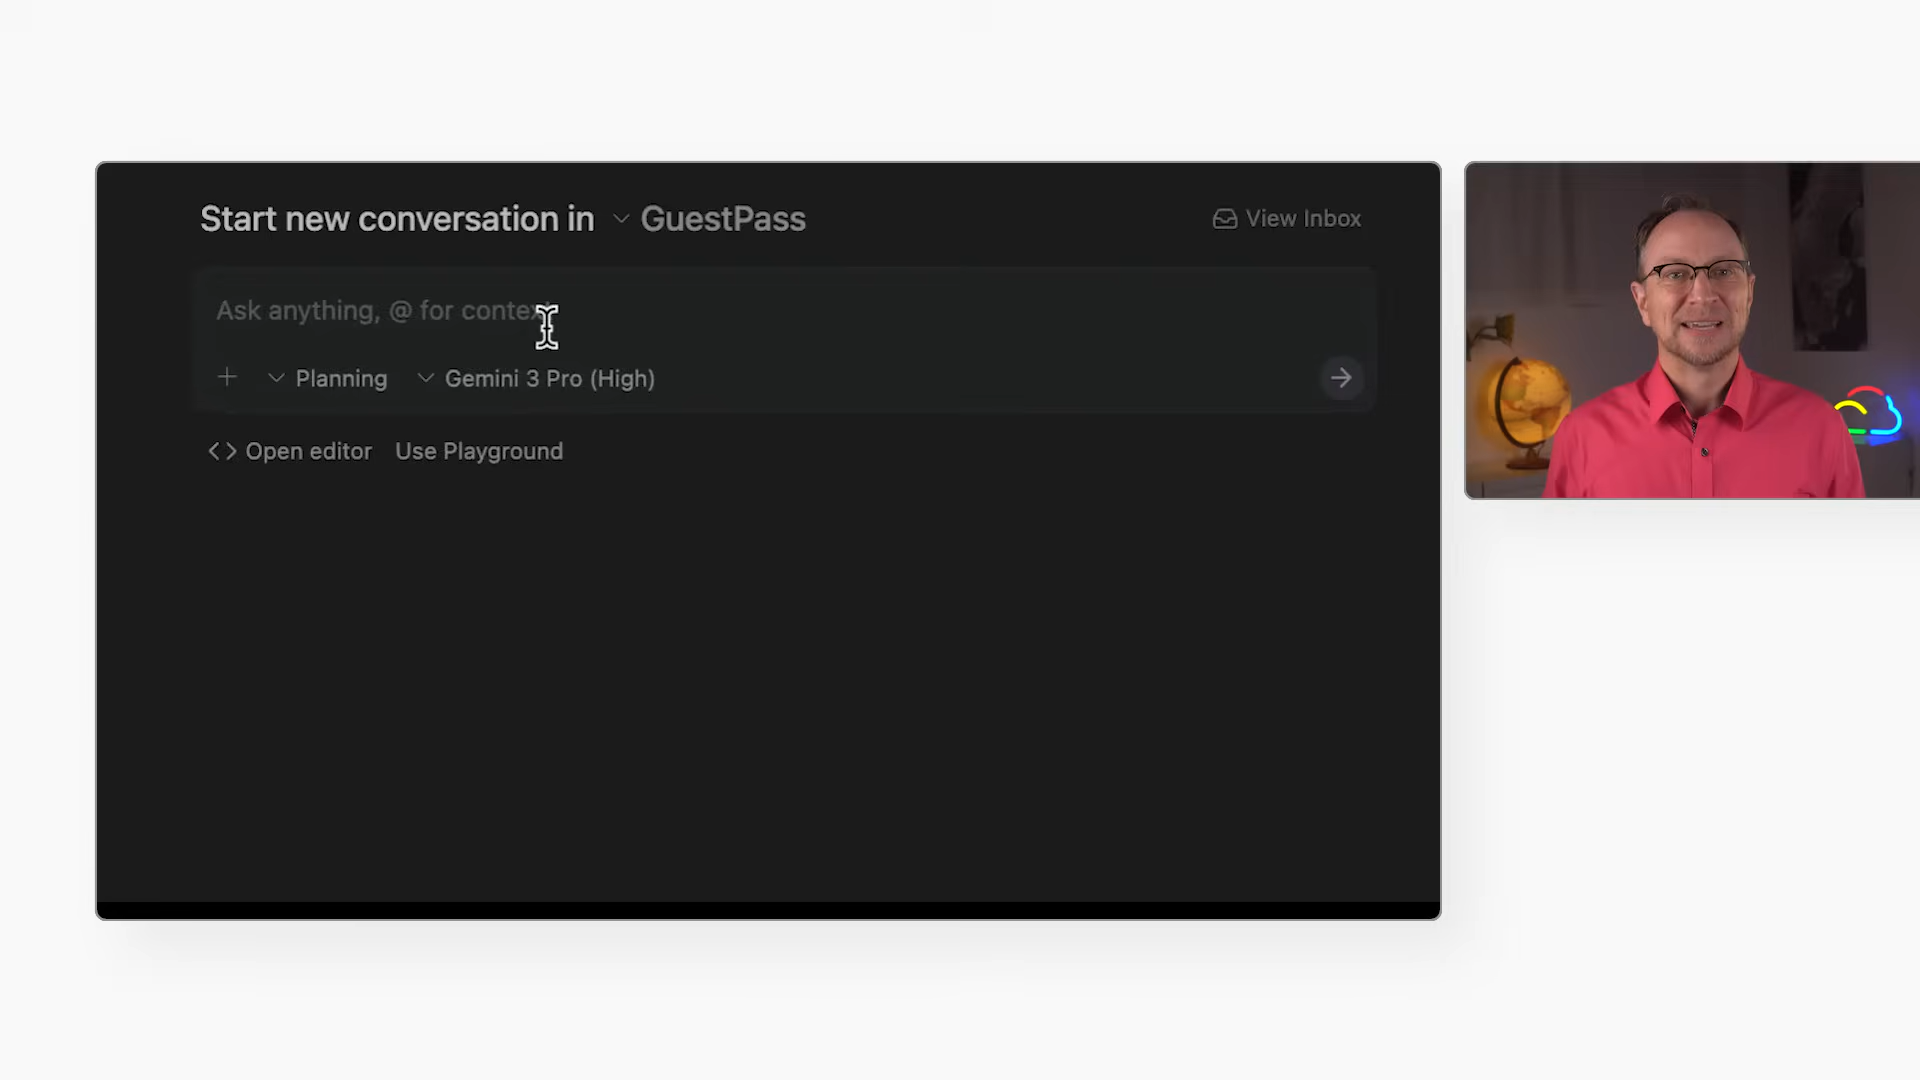 Start new conversation in GuestPass
View Inbox
Ask anything, @ for contex
Planning
Gemini 3 Pro (High)
Open editor
Use Playground